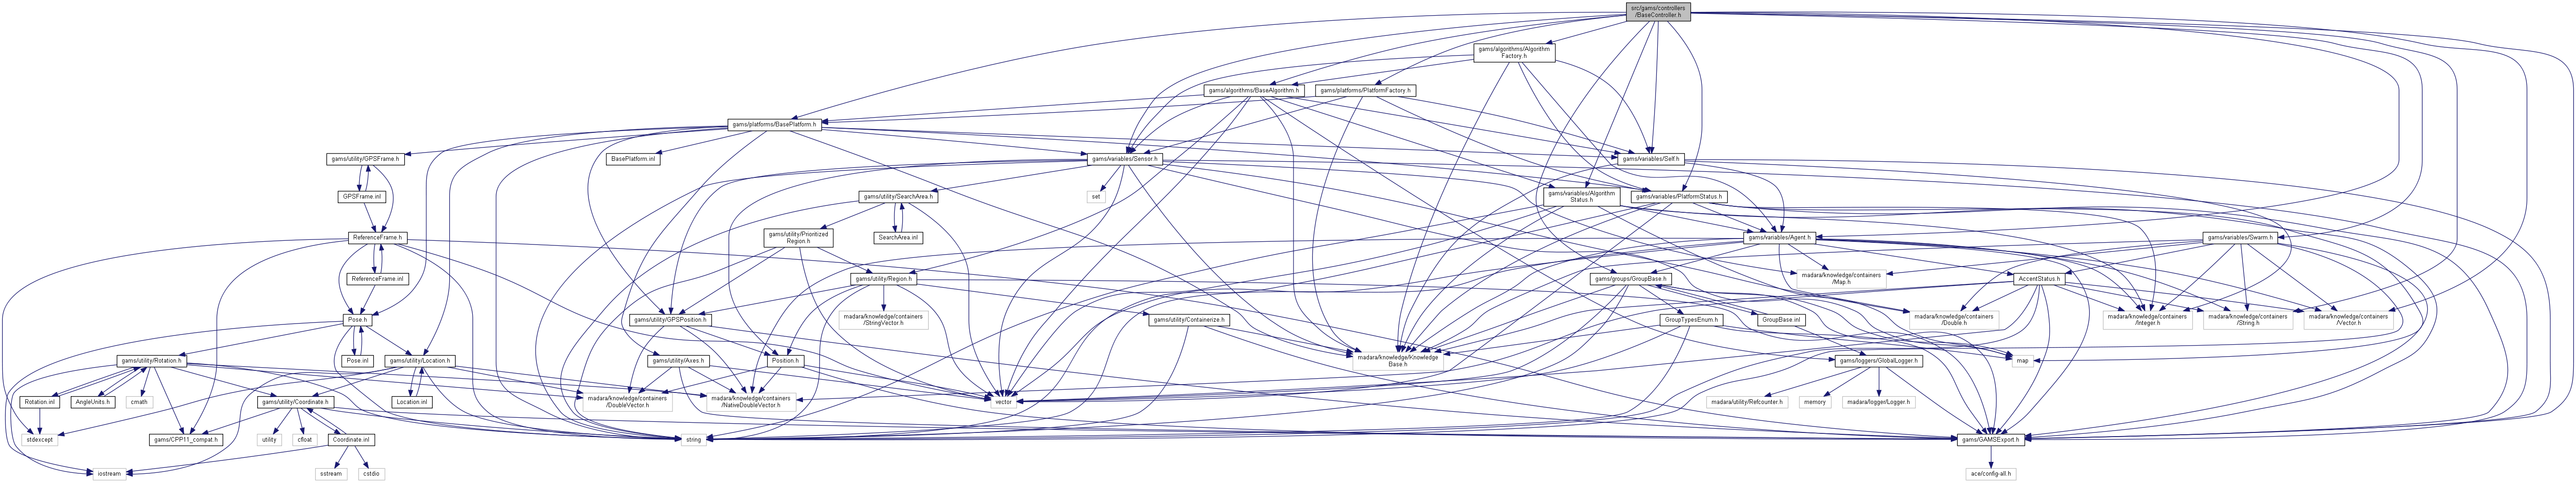 src/gams/controllers
/BaseController.h
gams/algorithms/Algorithm
Factory.h
gams/algorithms/BaseAlgorithm.h
gams/platforms/PlatformFactory.h
gams/platforms/BasePlatform.h
gams/utility/GPSFrame.h
BasePlatform.inl
gams/variables/Sensor.h
gams/variables/Self.h
GPSFrame.inl
set
gams/utility/SearchArea.h
gams/variables/Algorithm
Status.h
gams/variables/PlatformStatus.h
ReferenceFrame.h
gams/utility/Prioritized
Region.h
SearchArea.inl
gams/variables/Agent.h
gams/variables/Swarm.h
ReferenceFrame.inl
gams/utility/Region.h
gams/groups/GroupBase.h
madara/knowledge/containers
/Map.h
AccentStatus.h
Pose.h
gams/utility/GPSPosition.h
madara/knowledge/containers
/StringVector.h
gams/utility/Containerize.h
GroupTypesEnum.h
GroupBase.inl
madara/knowledge/containers
/Double.h
madara/knowledge/containers
/Integer.h
madara/knowledge/containers
/String.h
madara/knowledge/containers
/Vector.h
gams/utility/Rotation.h
Pose.inl
gams/utility/Location.h
gams/utility/Axes.h
Position.h
madara/knowledge/Knowledge
Base.h
gams/loggers/GlobalLogger.h
map
Rotation.inl
AngleUnits.h
cmath
gams/utility/Coordinate.h
Location.inl
madara/knowledge/containers
/DoubleVector.h
madara/knowledge/containers
/NativeDoubleVector.h
vector
madara/utility/Refcounter.h
memory
madara/logger/Logger.h
stdexcept
gams/CPP11_compat.h
utility
cfloat
Coordinate.inl
string
gams/GAMSExport.h
iostream
sstream
cstdio
ace/config-all.h